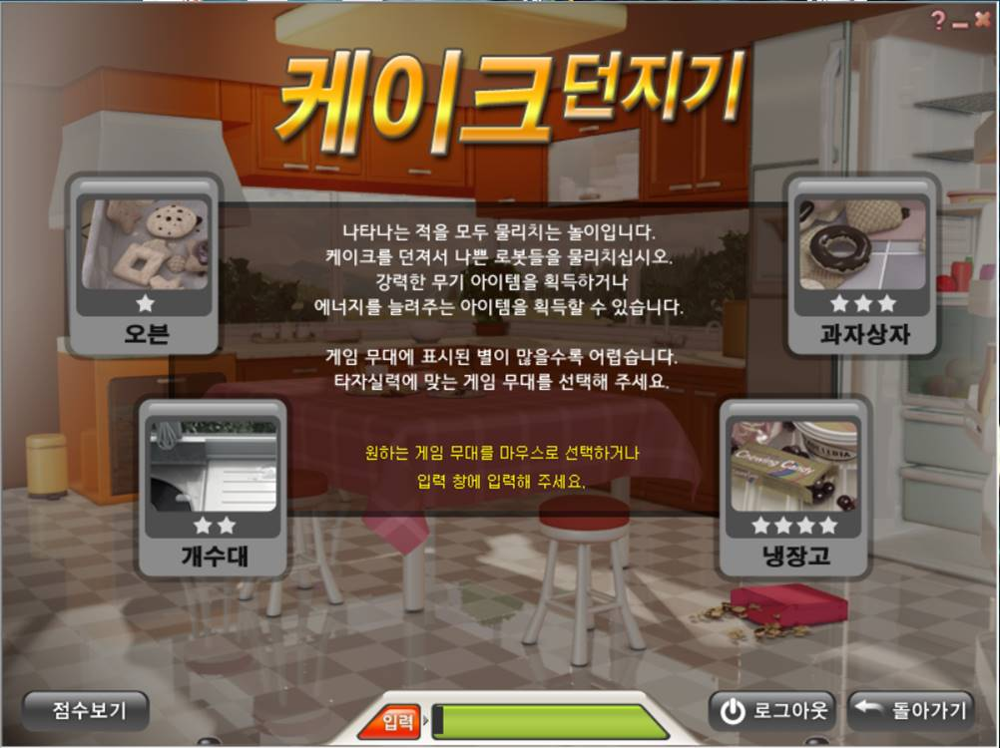 케이크던지기
나타나는 적을 모두 물리치는 놀이입니다.
케이크를 던져서 나쁜 로봇들을 물리치십시오.
강력한 무기 아이템을 획득하거나
에너지를 늘려주는 아이템을 획득할 수 있습니다.
게임 무대에 표시된 별이 많을수록 어렵습니다.
타자실력에 맞는 게임 무대를 선택해 주세요.
오븐
과자상자
원하는 게임 무대를 마우스로 선택하거나
입력 창에 입력해 주세요.
Chewing Candy
개수대
냉장고
점수보기
입력
로그아웃
돌아가기